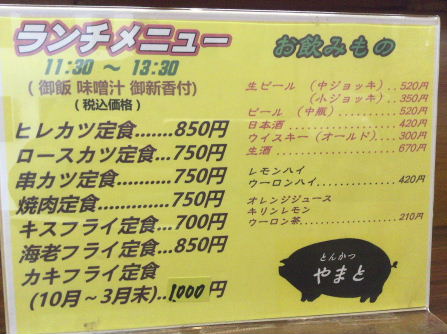 ランチメニュー
11:30 ～ 13:30
(御飯 味噌汁 御新香付)
(税込価格)
ヒレカツ定食.......850円
ロースカツ定食...750円
串カツ定食...........750円
焼肉定食.............750円
キスフライ定食...700円
海老フライ定食...850円
カキフライ定食
(10月～3月末)..1000円
お飲みもの
生ビール （中ジョッキ）..520円
（小ジョッキ）..350円
ビール （中瓶）..........520円
日本酒 ....................420円
ウイスキー（オールド)....300円
生酒 .......................670円
レモンハイ
ウーロンハイ................420円
オレンジジュース
キリンレモン
ウーロン茶..................210円
とんかつ
やまと